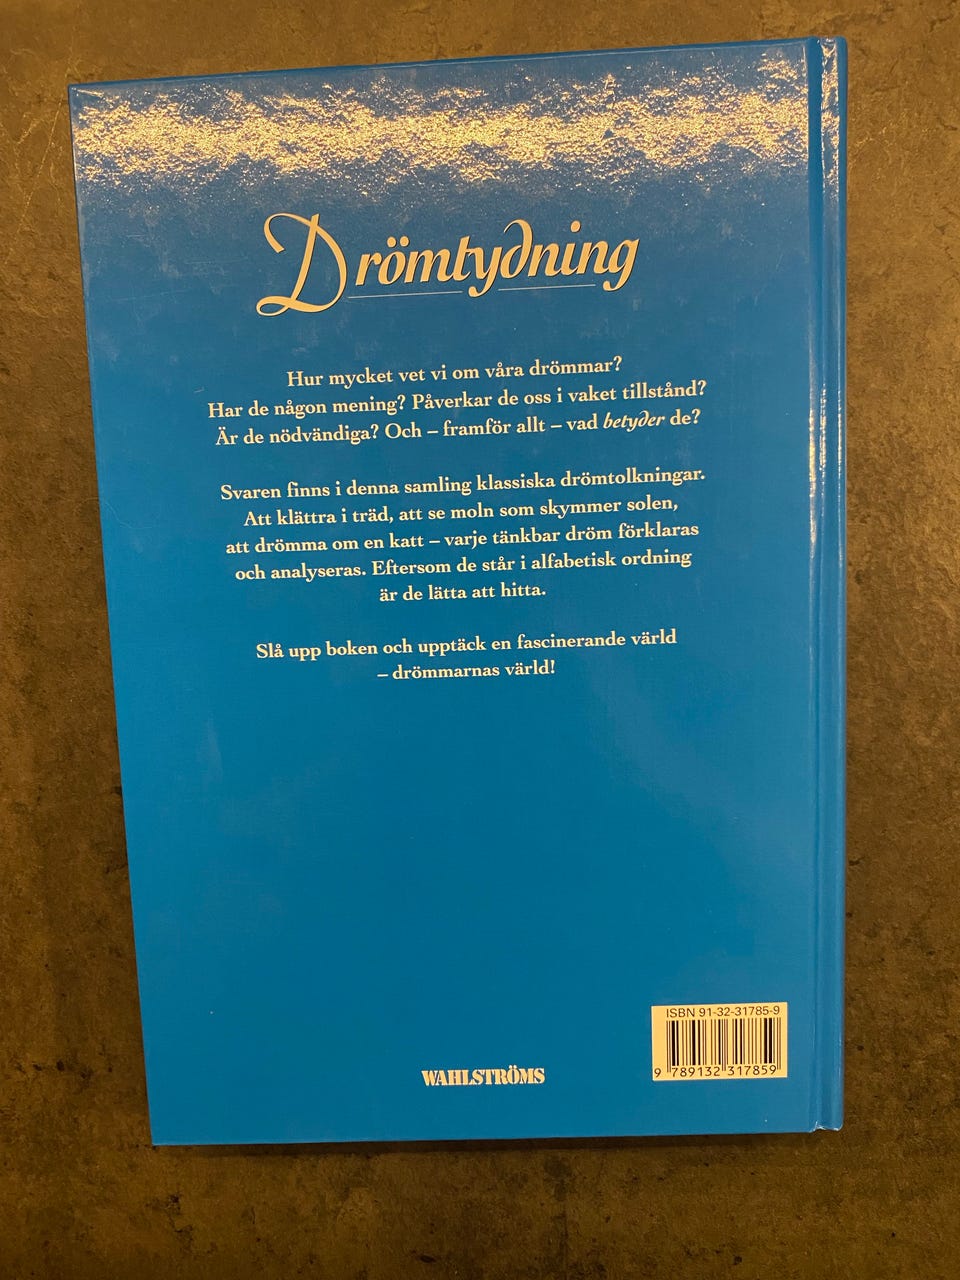 Drömtydning
Hur mycket vet vi om våra drömmar?
Har de någon mening? Påverkar de oss i vaket tillstånd?
Är de nödvändiga? Och – framför allt – vad betyder de?
Svaren finns i denna samling klassiska drömtolkningar.
Att klättra i träd, att se moln som skymmer solen,
att drömma om en katt – varje tänkbar dröm förklaras
och analyseras. Eftersom de står i alfabetisk ordning
är de lätta att hitta.
Slå upp boken och upptäck en fascinerande värld
– drömmarnas värld!
WAHLSTRÖMS
ISBN 91-32-31785-9
9 789132 317859